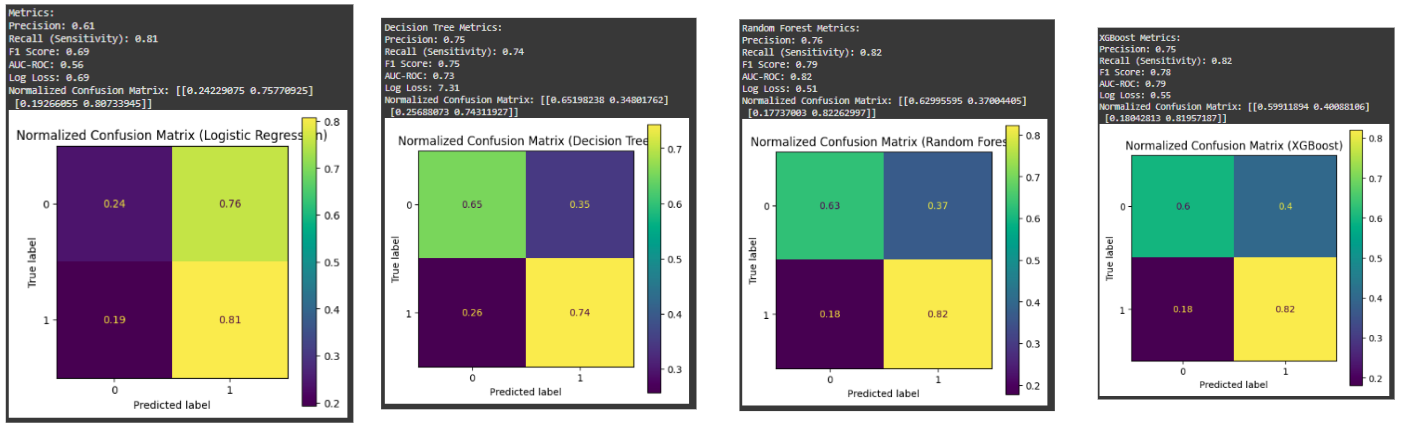 Metrics:
Precision: 0.61
Recall (Sensitivity): 0.81
F1 Score: 0.69
AUC-ROC: 0.56
Log Loss: 0.69
Normalized Confusion Matrix: [[0.24229075 0.75770925]
[0.19266055 0.80733945]]
Normalized Confusion Matrix (Logistic Regression)
0.8
0.7
0.6
0.5
0.4
0.3
0.2
True label
0
0.24
0.76
1
0.19
0.81
0
1
Predicted label
Decision Tree Metrics:
Precision: 0.75
Recall (Sensitivity): 0.74
F1 Score: 0.75
AUC-ROC: 0.73
Log Loss: 7.31
Normalized Confusion Matrix: [[0.65198238 0.34801762]
[0.25688073 0.74311927]]
Normalized Confusion Matrix (Decision Tree
0.7
0.6
0.5
0.4
0.3
True label
0
0.65
0.35
1
0.26
0.74
0
1
Predicted label
Random Forest Metrics:
Precision: 0.76
Recall (Sensitivity): 0.82
F1 Score: 0.79
AUC-ROC: 0.82
Log Loss: 0.51
Normalized Confusion Matrix: [[0.62995595 0.37004405]
[0.17737003 0.82262997]]
Normalized Confusion Matrix (Random Fores
0.8
0.7
0.6
0.5
0.4
0.3
0.2
True label
0
0.63
0.37
1
0.18
0.82
0
1
Predicted label
XGBoost Metrics:
Precision: 0.75
Recall (Sensitivity): 0.82
F1 Score: 0.78
AUC-ROC: 0.79
Log Loss: 0.55
Normalized Confusion Matrix: [[0.59911894 0.40088106]
[0.18042813 0.81957187]]
Normalized Confusion Matrix (XGBoost)
0.8
0.7
0.6
0.5
0.4
0.3
0.2
True label
0
0.6
0.4
1
0.18
0.82
0
1
Predicted label